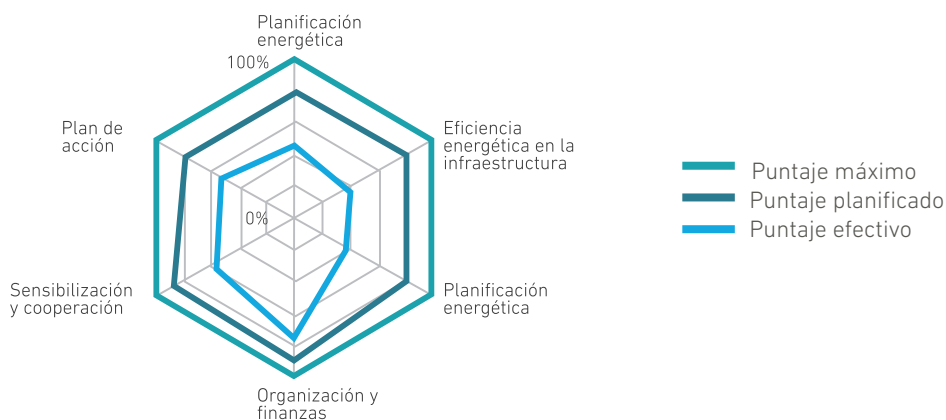 Planificación
energética
100%
Plan de
acción
Eficiencia
energética en la
infraestructura
0%
Puntaje máximo
Puntaje planificado
Puntaje efectivo
Sensibilización
y cooperación
Planificación
energética
Organización y
finanzas